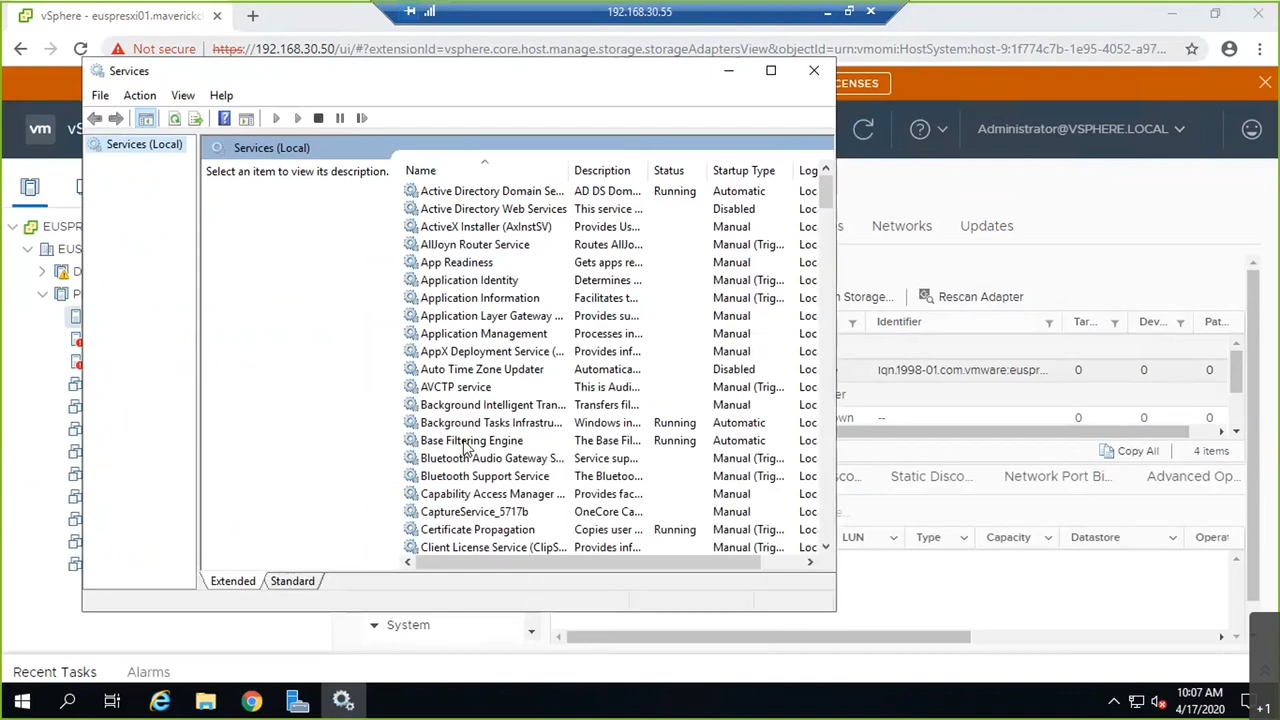 vSphere - euspresxi01.maverickcl
192.168.30.55
Not secure
https://192.168.30.50/ui/#?extensionId=vsphere.core.host.manage.storage.storageAdaptersView&objectId=urn:vmomi:HostSystem:host-9:1f774c7b-1e95-4052-a97...
Services
CENSES
File Action View Help
vm
Administrator@VSPHERE.LOCAL
Services (Local)
Services (Local)
Select an item to view its description.
Name Description Status Startup Type Log
Active Directory Domain Se... AD DS Dom... Running Automatic Loc
Active Directory Web Services This service ... Disabled Loc
ActiveX Installer (AxInstSV) Provides Us... Manual Loc
AllJoyn Router Service Routes AllJo... Manual (Trig... Loc
App Readiness Gets apps re... Manual Loc
Application Identity Determines ... Manual (Trig... Loc
Application Information Facilitates t... Manual (Trig... Loc
Application Layer Gateway ... Provides su... Manual Loc
Application Management Processes in... Manual Loc
AppX Deployment Service (... Provides inf... Manual Loc
Auto Time Zone Updater Automatica... Disabled Loc
AVCTP service This is Audi... Manual (Trig... Loc
Background Intelligent Tran... Transfers fil... Manual Loc
Background Tasks Infrastru... Windows in... Running Automatic Loc
Base Filtering Engine The Base Fil... Running Automatic Loc
Bluetooth Audio Gateway S... Service sup... Manual (Trig... Loc
Bluetooth Support Service The Bluetoo... Manual (Trig... Loc
Capability Access Manager ... Provides fac... Manual Loc
CaptureService_5717b OneCore Ca... Manual Loc
Certificate Propagation Copies user ... Running Manual (Trig... Loc
Client License Service (ClipS... Provides inf... Manual (Trig... Loc
Extended Standard
EUSPR
EUS
D
P
s Networks Updates
n Storage... Rescan Adapter
Identifier Tar... Dev... Pat...
iqn.1998-01.com.vmware:euspr... 0 0 0
own -- 0 0 0
Copy All 4 items
isco... Static Disco... Network Port Bi... Advanced Op...
LUN Type Capacity Datastore Operat
System
Recent Tasks Alarms
10:07 AM
4/17/2020
+1